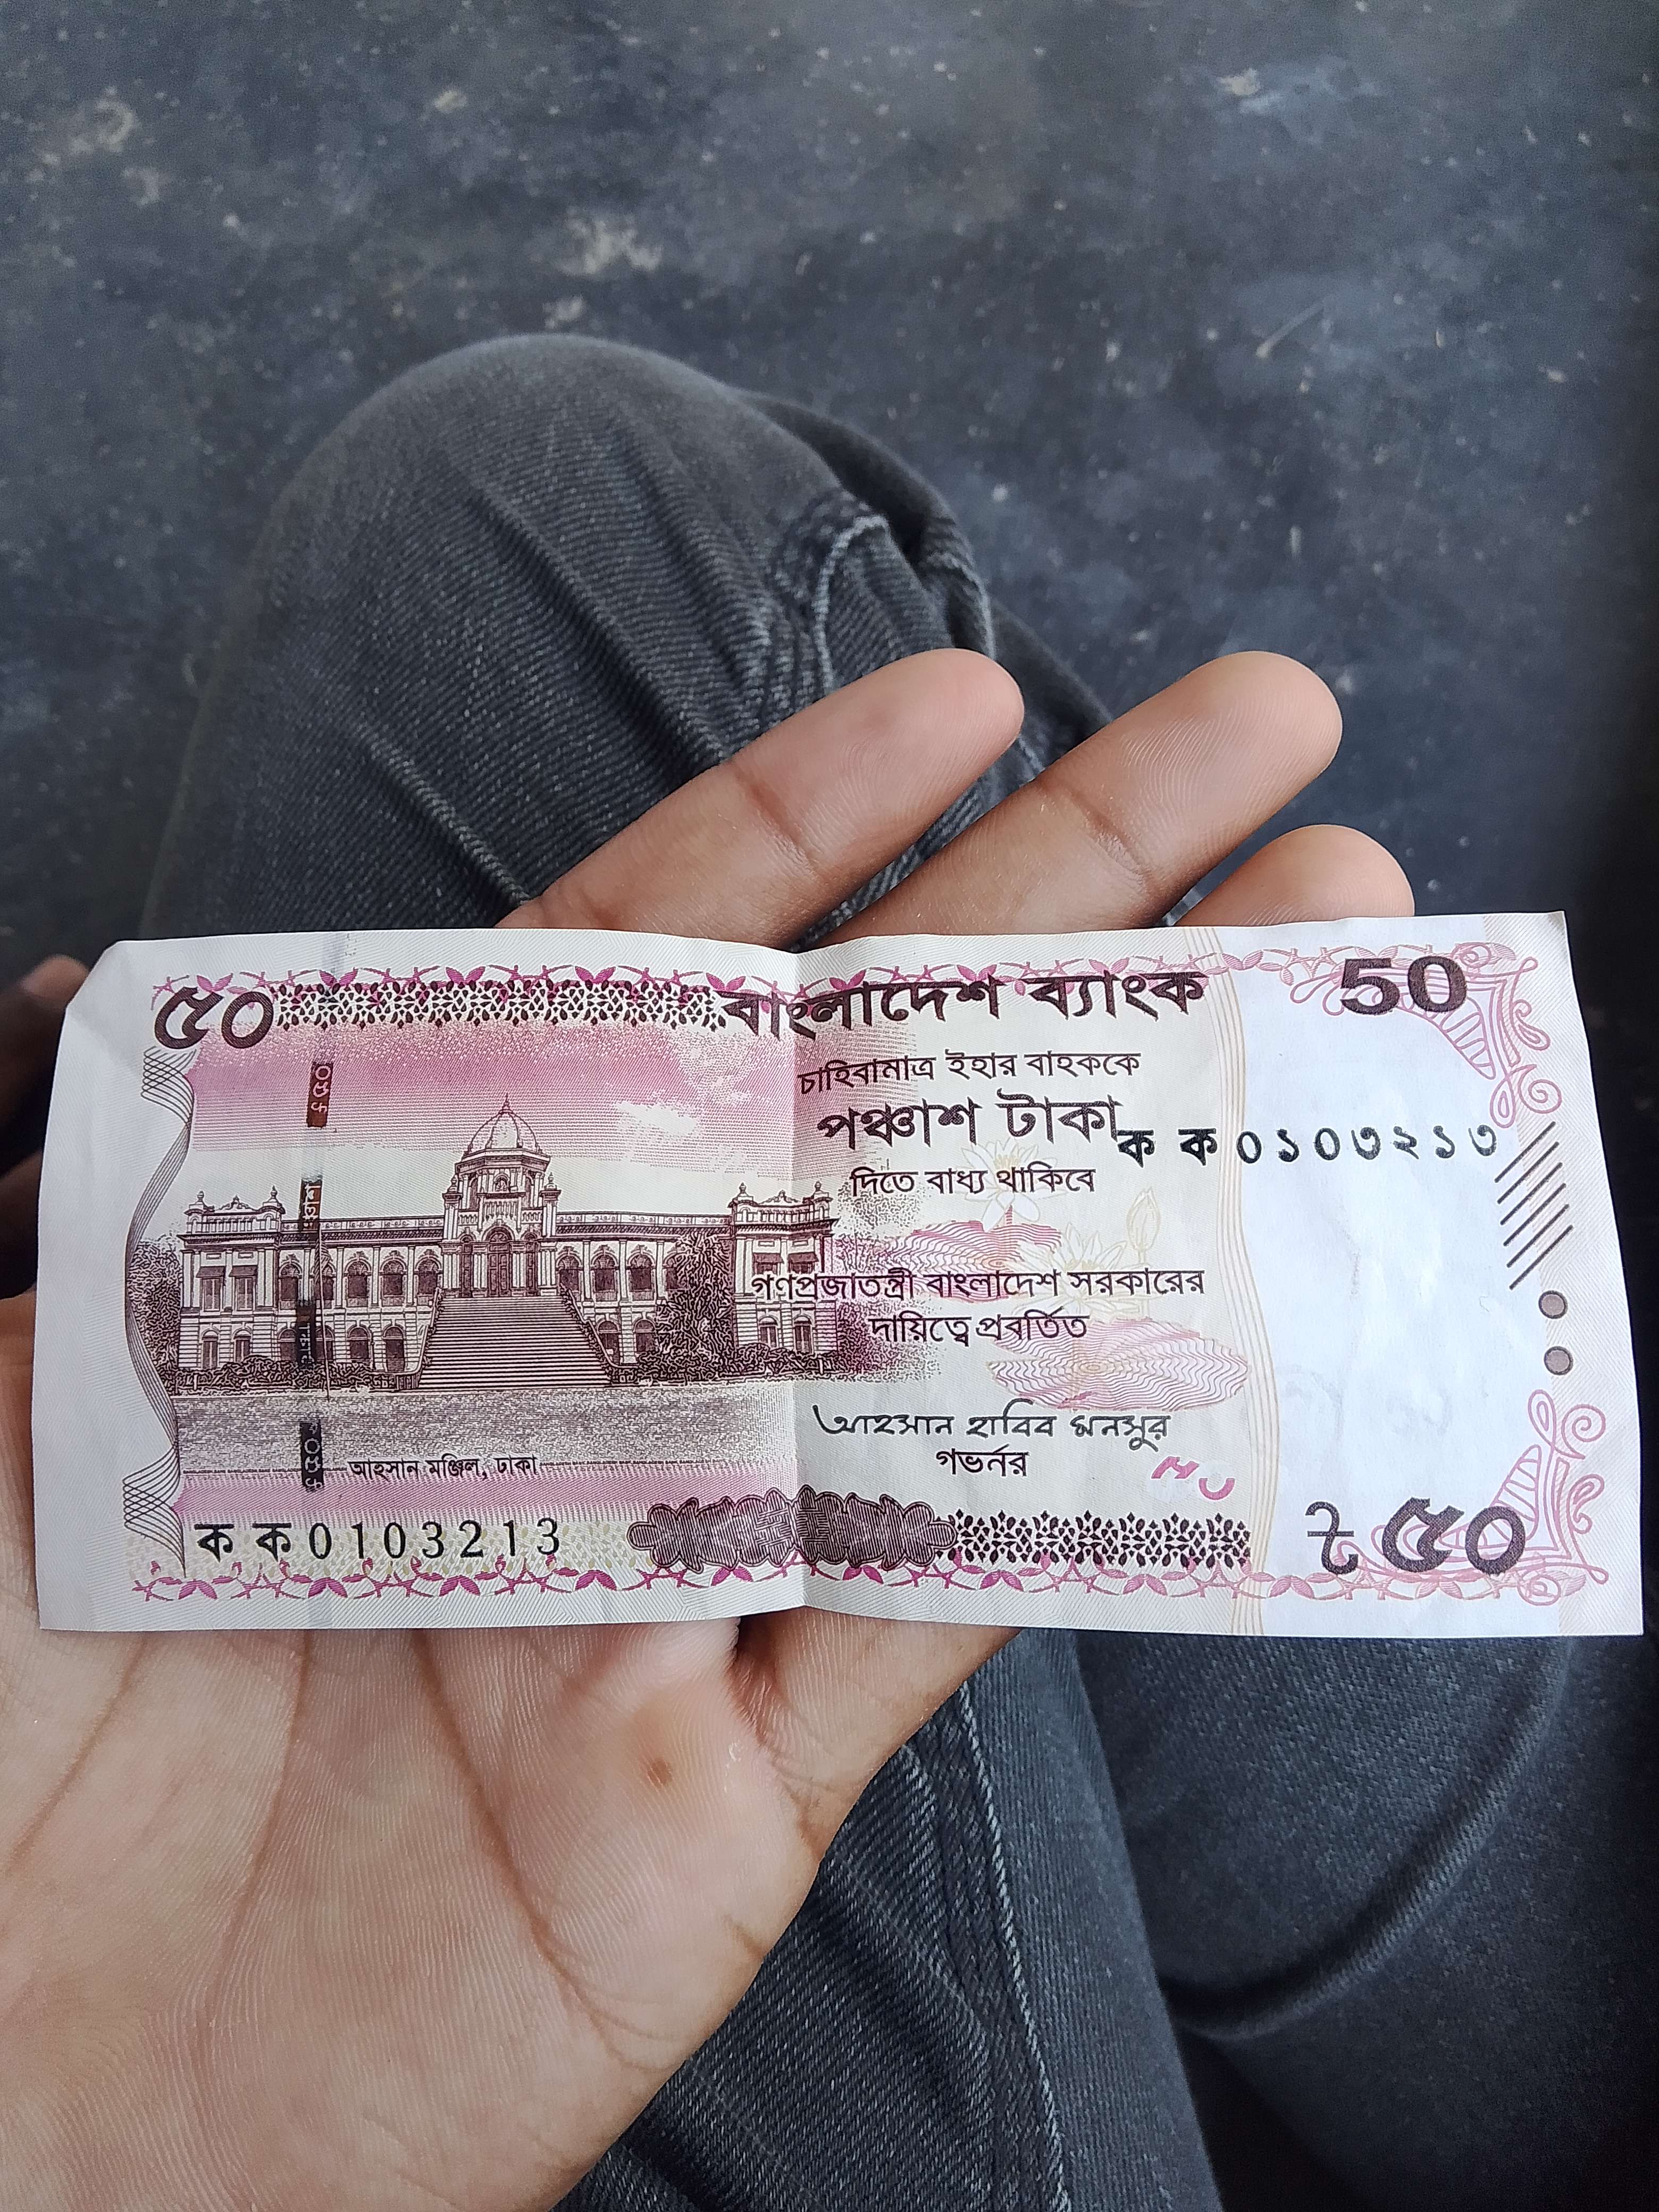 ৫০
বাংলাদেশ ব্যাংক
50
চাহিবামাত্র ইহার বাহককে
পঞ্চাশ টাকা
ক ক ০১০৩২১৩
দিতে বাধ্য থাকিবে
গণপ্রজাতন্ত্রী বাংলাদেশ সরকারের
দায়িত্বে প্রবর্তিত
আহসান হাবিব মনসুর
গভর্নর
আহসান মঞ্জিল, ঢাকা
ক ক 0103213
৳ ৫০